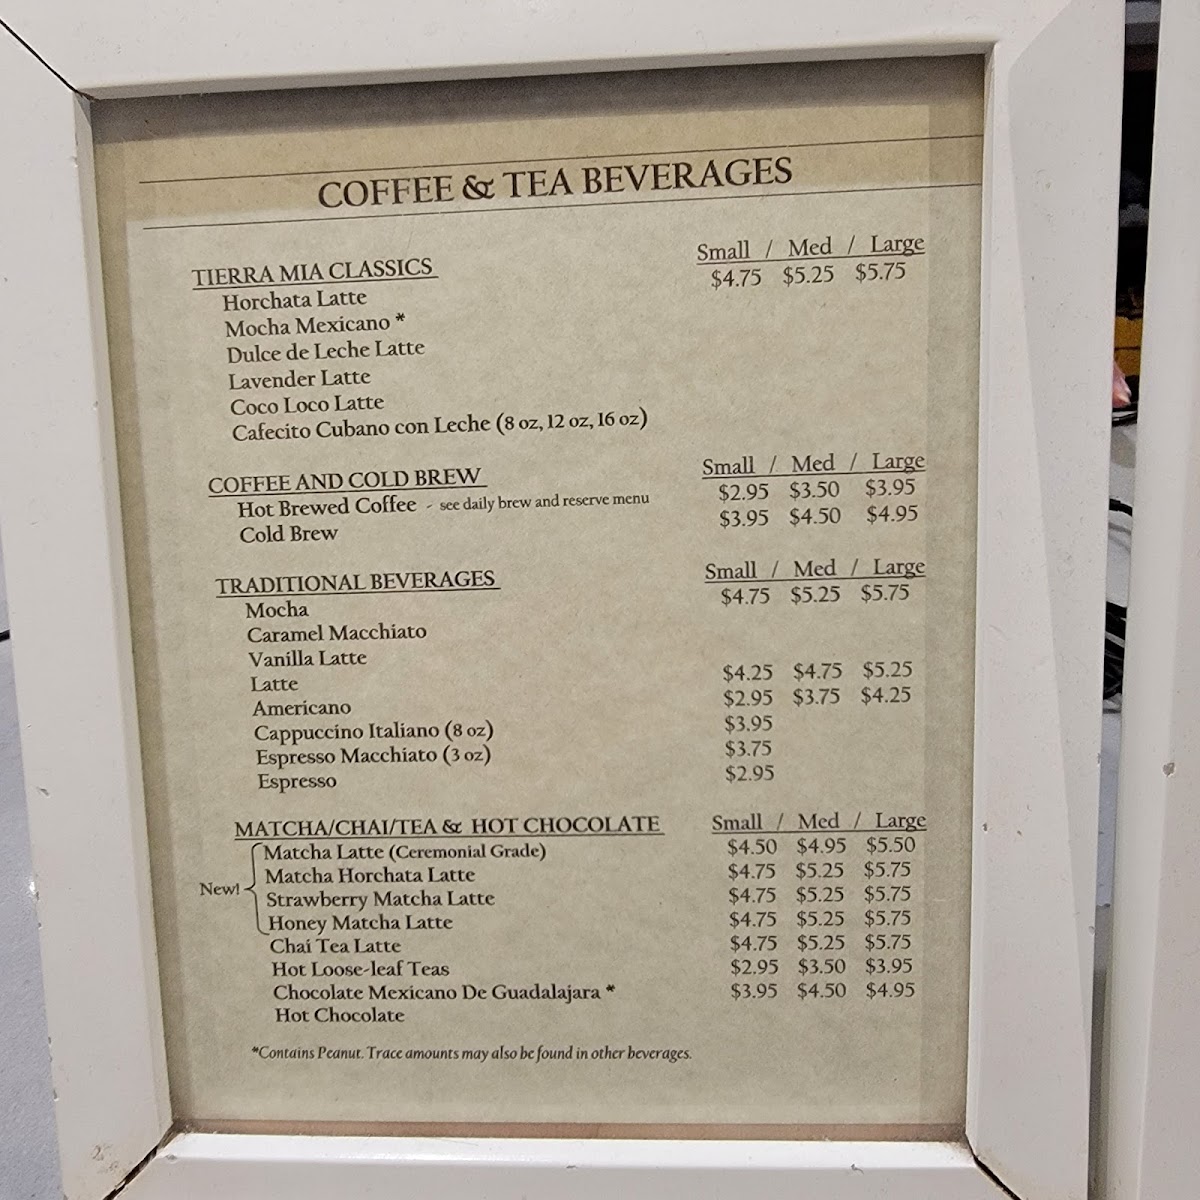 COFFEE & TEA BEVERAGES
TIERRA MIA CLASSICS Small / Med / Large
$4.75 $5.25 $5.75
Horchata Latte
Mocha Mexicano *
Dulce de Leche Latte
Lavender Latte
Coco Loco Latte
Cafecito Cubano con Leche (8 oz, 12 oz, 16 oz)
COFFEE AND COLD BREW Small / Med / Large
Hot Brewed Coffee - see daily brew and reserve menu $2.95 $3.50 $3.95
Cold Brew $3.95 $4.50 $4.95
TRADITIONAL BEVERAGES Small / Med / Large
Mocha $4.75 $5.25 $5.75
Caramel Macchiato
Vanilla Latte
Latte $4.25 $4.75 $5.25
Americano $2.95 $3.75 $4.25
Cappuccino Italiano (8 oz) $3.95
Espresso Macchiato (3 oz) $3.75
Espresso $2.95
MATCHA/CHAI/TEA & HOT CHOCOLATE Small / Med / Large
Matcha Latte (Ceremonial Grade) $4.50 $4.95 $5.50
Matcha Horchata Latte $4.75 $5.25 $5.75
New!
Strawberry Matcha Latte $4.75 $5.25 $5.75
Honey Matcha Latte $4.75 $5.25 $5.75
Chai Tea Latte $4.75 $5.25 $5.75
Hot Loose-leaf Teas $2.95 $3.50 $3.95
Chocolate Mexicano De Guadalajara * $3.95 $4.50 $4.95
Hot Chocolate
*Contains Peanut. Trace amounts may also be found in other beverages.